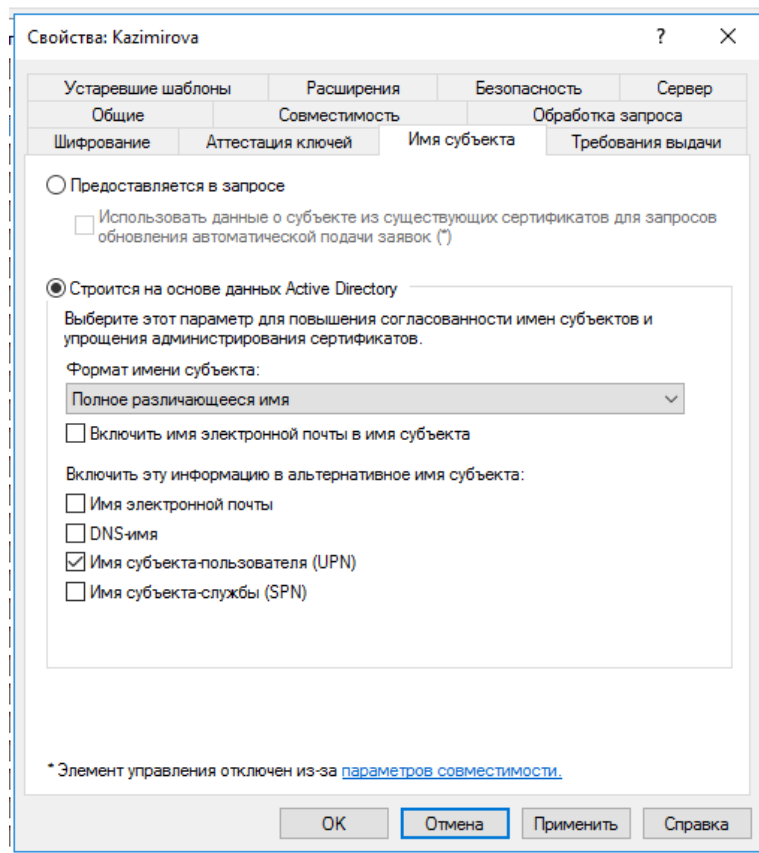 Свойства: Kazimirova
?
Устаревшие шаблоны Расширения Безопасность Сервер
Общие Совместимость Обработка запроса
Шифрование Аттестация ключей Имя субъекта Требования выдачи
Предоставляется в запросе
Использовать данные о субъекте из существующих сертификатов для запросов
обновления автоматической подачи заявок (*)
Строится на основе данных Active Directory
Выберите этот параметр для повышения согласованности имен субъектов и
упрощения администрирования сертификатов.
Формат имени субъекта:
Полное различающееся имя
Включить имя электронной почты в имя субъекта
Включить эту информацию в альтернативное имя субъекта:
Имя электронной почты
DNS-имя
Имя субъекта-пользователя (UPN)
Имя субъекта-службы (SPN)
* Элемент управления отключен из-за параметров совместимости.
OK Отмена Применить Справка